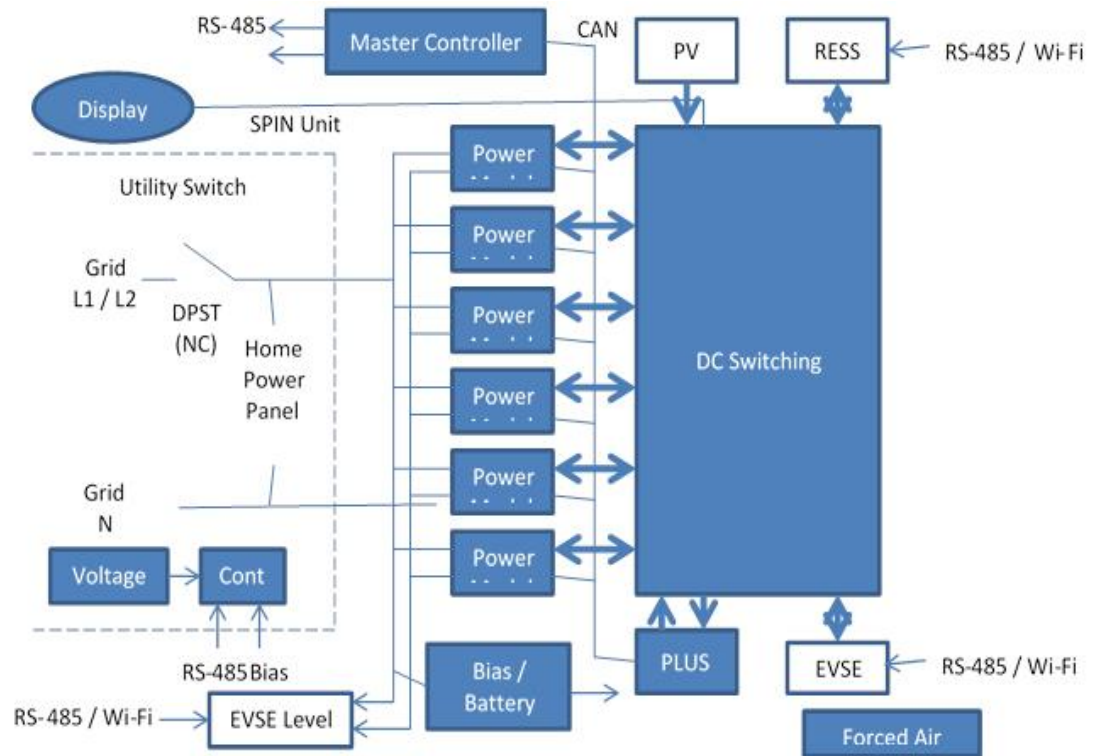 RS-485
Master Controller
CAN
PV
RESS
RS-485 / Wi-Fi
Display
SPIN Unit
Utility Switch
Power
Power
Power
Power
Power
Power
Grid
L1 / L2
DPST
(NC)
Home
Power
Panel
DC Switching
Grid
N
Voltage
Cont
RS-485 Bias
RS-485 / Wi-Fi
EVSE Level
Bias /
Battery
PLUS
EVSE
RS-485 / Wi-Fi
Forced Air